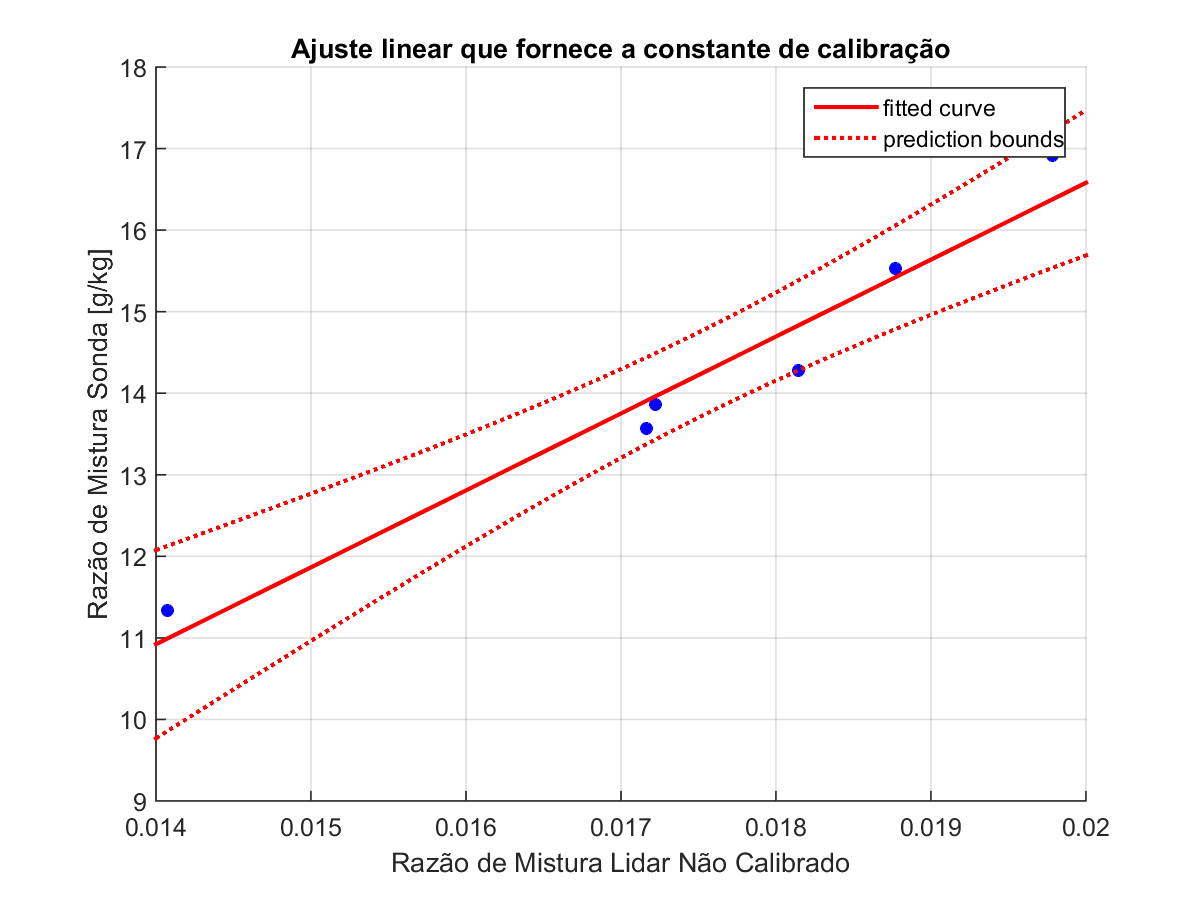 Ajuste linear que fornece a constante de calibração
fitted curve
prediction bounds
18
17
16
15
14
13
12
11
10
9
Razão de Mistura Sonda [g/kg]
0.014 0.015 0.016 0.017 0.018 0.019 0.02
Razão de Mistura Lidar Não Calibrado